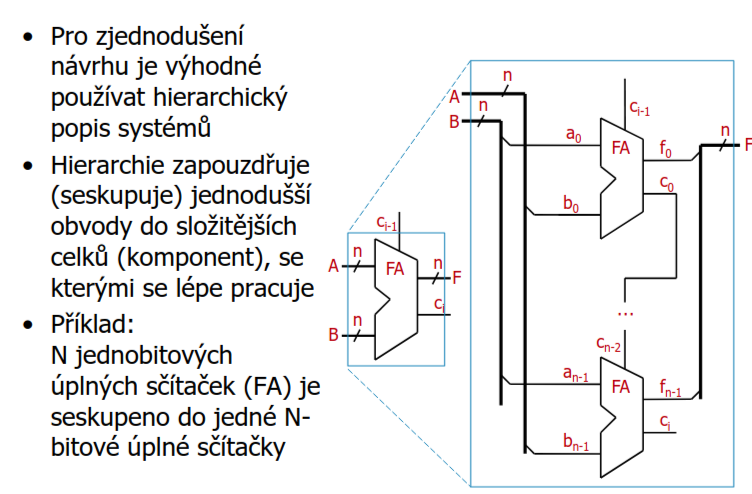 • Pro zjednodušení
návrhu je výhodné
používat hierarchický
popis systémů
• Hierarchie zapouzdřuje
(seskupuje) jednodušší
obvody do složitějších
celků (komponent), se
kterými se lépe pracuje
• Příklad:
N jednobitových
úplných sčítaček (FA) je
seskupeno do jedné N-
bitové úplné sčítačky
c_{i-1}
A n
FA
n F
c_i
B n
A n
B n
c_{i-1}
a_0
FA
f_0
n F
c_0
b_0
...
c_{n-2}
a_{n-1}
FA
f_{n-1}
c_i
b_{n-1}